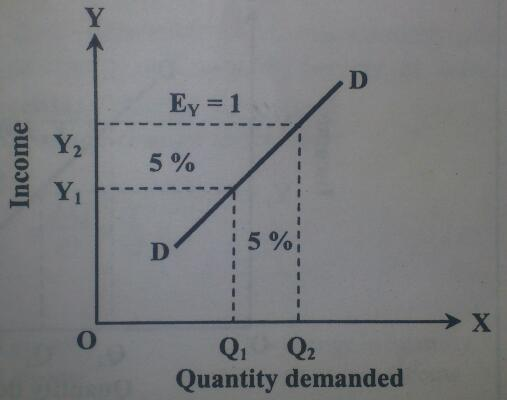 Y
D
E_Y = 1
Y₂
5 %
Y₁
Income
5 %
D
X
O
Q₁ Q₂
Quantity demanded